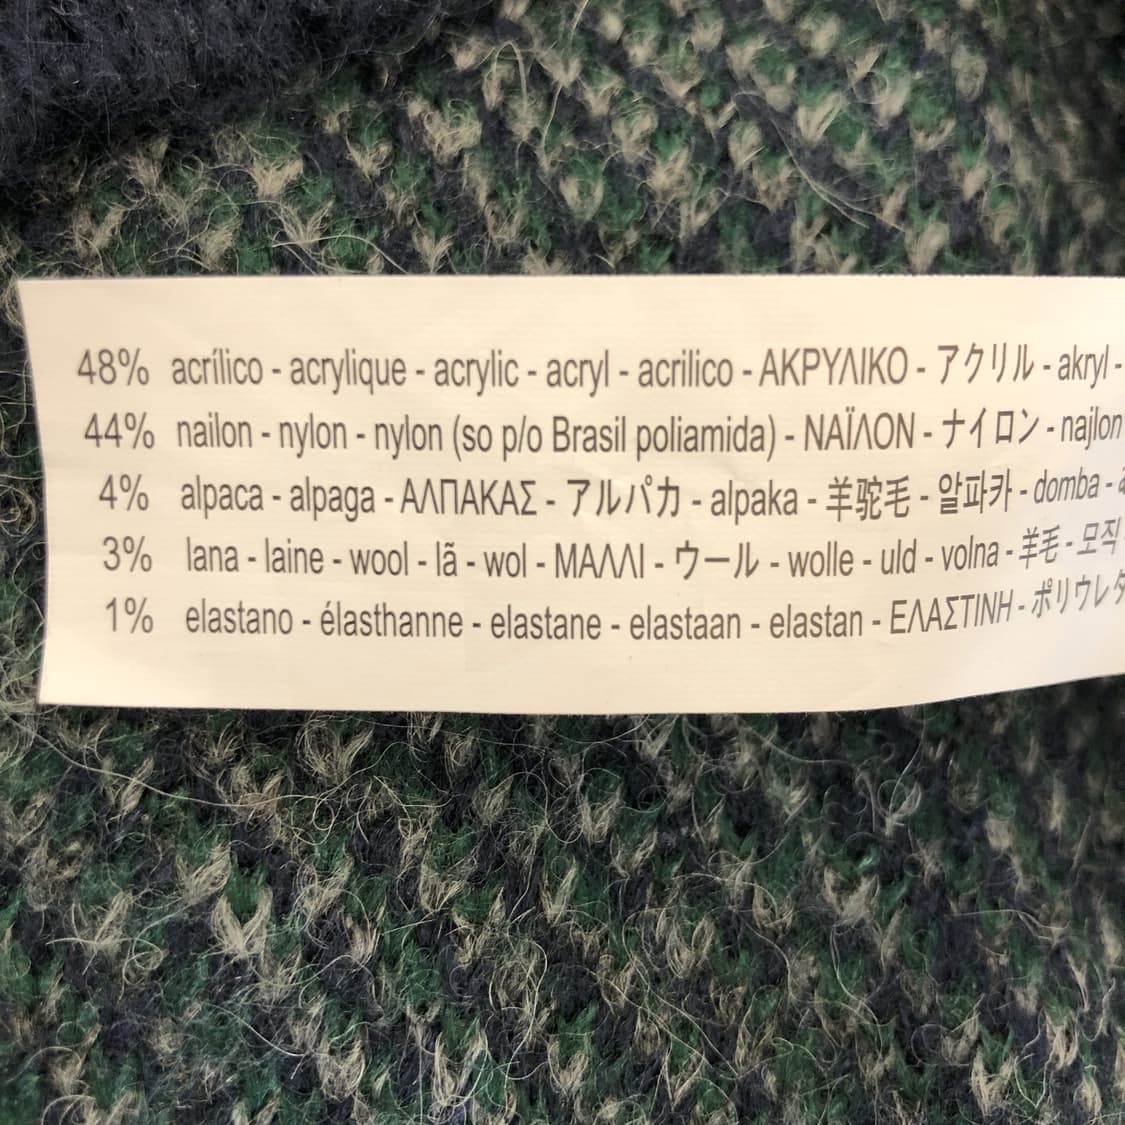 48% acrílico - acrylique - acrylic - acryl - acrilico - ΑΚΡΥΛΙΚΟ - アクリル - akryl -
44% nailon - nylon - nylon (so p/o Brasil poliamida) - ΝΑΪΛΟΝ - ナイロン - najlon
4% alpaca - alpaga - ΑΛΠΑΚΑΣ - アルパカ - alpaka - 羊驼毛 - 알파카 - domba -
3% lana - laine - wool - lã - wol - ΜΑΛΛΙ - ウール - wolle - uld - volna - 羊毛 - 모직 -
1% elastano - élasthanne - elastane - elastaan - elastan - ΕΛΑΣΤΙΝΗ - ポリウレタ